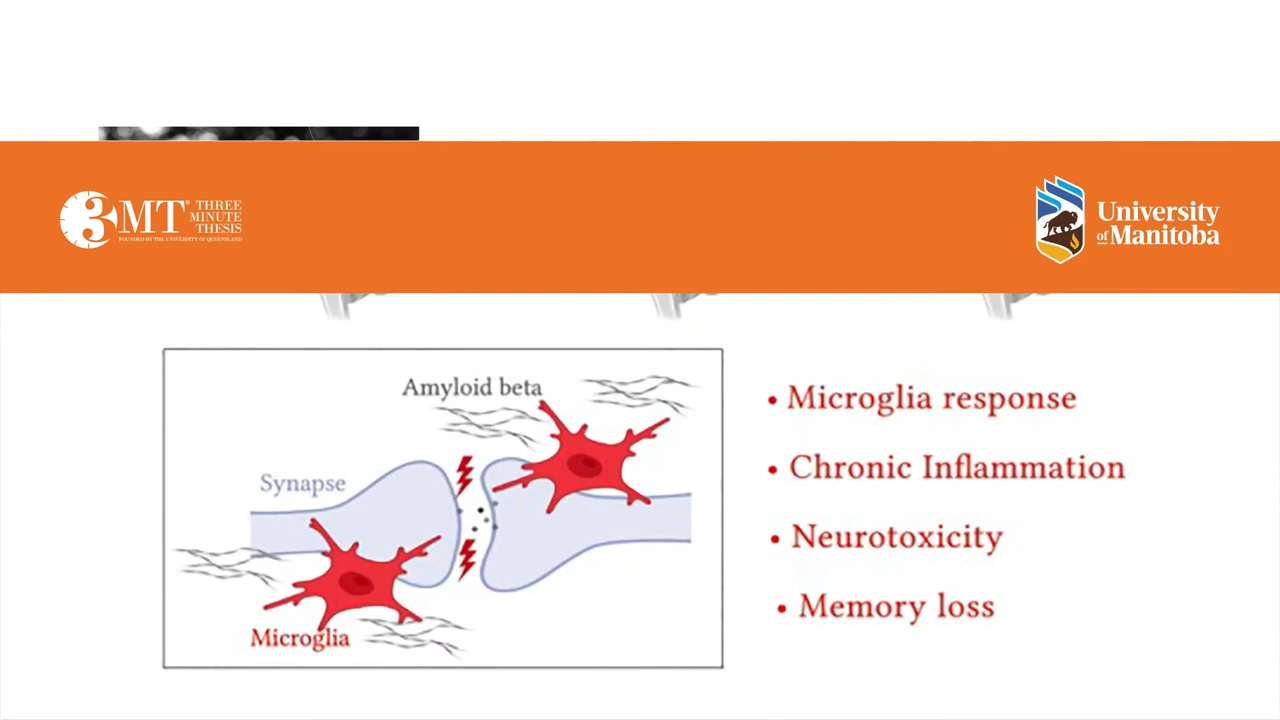 3MT® THREE
MINUTE
THESIS
FOUNDED BY THE UNIVERSITY OF QUEENSLAND
University
of Manitoba
Amyloid beta
Synapse
Microglia
• Microglia response
• Chronic Inflammation
• Neurotoxicity
• Memory loss